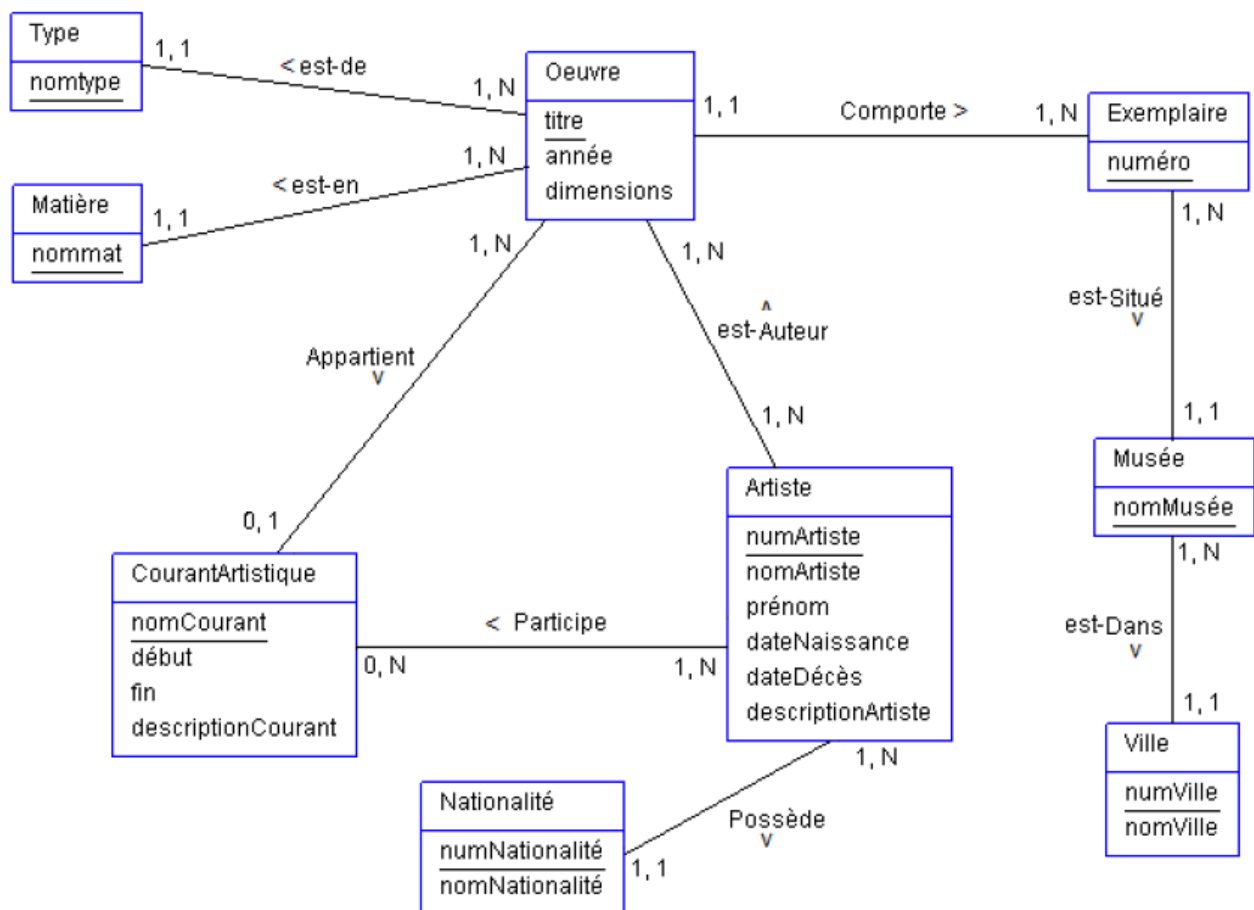 Type
nomtype
1, 1
< est-de
1, N
Oeuvre
titre
année
dimensions
1, 1
Comporte >
1, N
Exemplaire
numéro
Matière
nommat
1, 1
< est-en
1, N
1, N
Appartient
v
0, 1
1, N
^
est-Auteur
1, N
1, N
est-Situé
v
1, 1
Musée
nomMusée
CourantArtistique
nomCourant
début
fin
descriptionCourant
< Participe
0, N
1, N
Artiste
numArtiste
nomArtiste
prénom
dateNaissance
dateDécès
descriptionArtiste
1, N
est-Dans
v
1, 1
Ville
numVille
nomVille
Nationalité
numNationalité
nomNationalité
1, 1
Possède
v
1, N